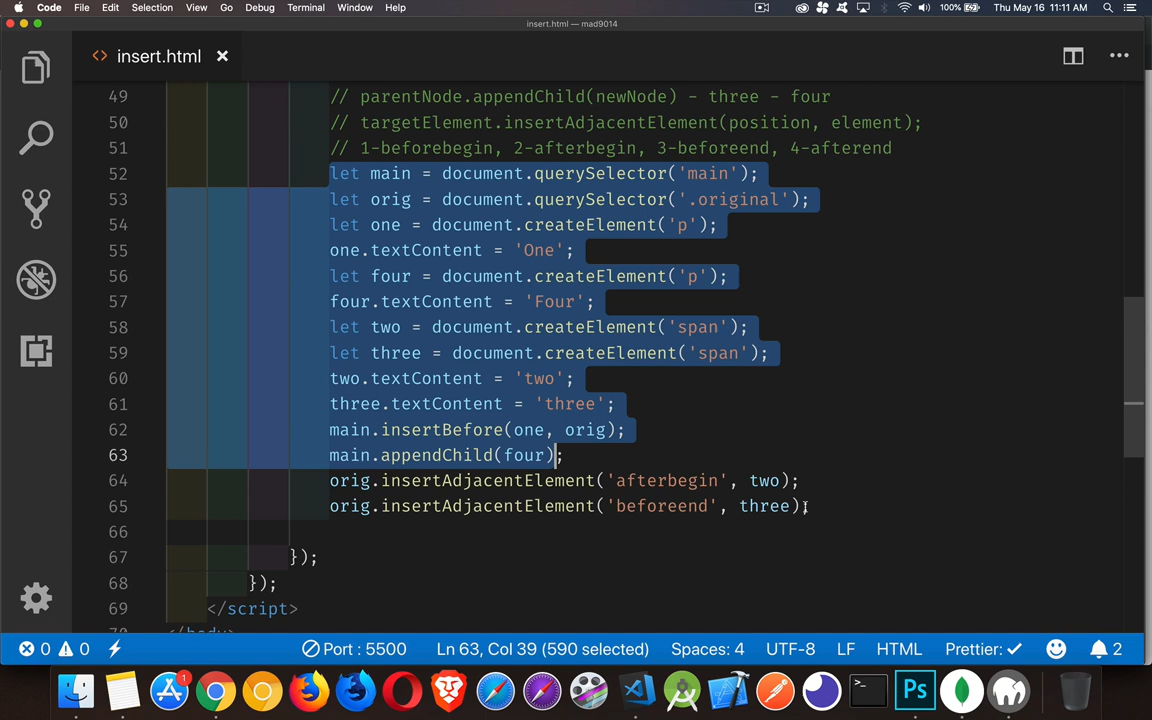 Code File Edit Selection View Go Debug Terminal Window Help 100% Thu May 16 11:11 AM
insert.html — mad9014
<> insert.html ×
49 // parentNode.appendChild(newNode) - three - four
50 // targetElement.insertAdjacentElement(position, element);
51 // 1-beforebegin, 2-afterbegin, 3-beforeend, 4-afterend
52 let main = document.querySelector('main');
53 let orig = document.querySelector('.original');
54 let one = document.createElement('p');
55 one.textContent = 'One';
56 let four = document.createElement('p');
57 four.textContent = 'Four';
58 let two = document.createElement('span');
59 let three = document.createElement('span');
60 two.textContent = 'two';
61 three.textContent = 'three';
62 main.insertBefore(one, orig);
63 main.appendChild(four);
64 orig.insertAdjacentElement('afterbegin', two);
65 orig.insertAdjacentElement('beforeend', three);
66
67 });
68 });
69 </script>
70 </body>
0 0 Port : 5500 Ln 63, Col 39 (590 selected) Spaces: 4 UTF-8 LF HTML Prettier: ✓ 2
1 >_ Ps